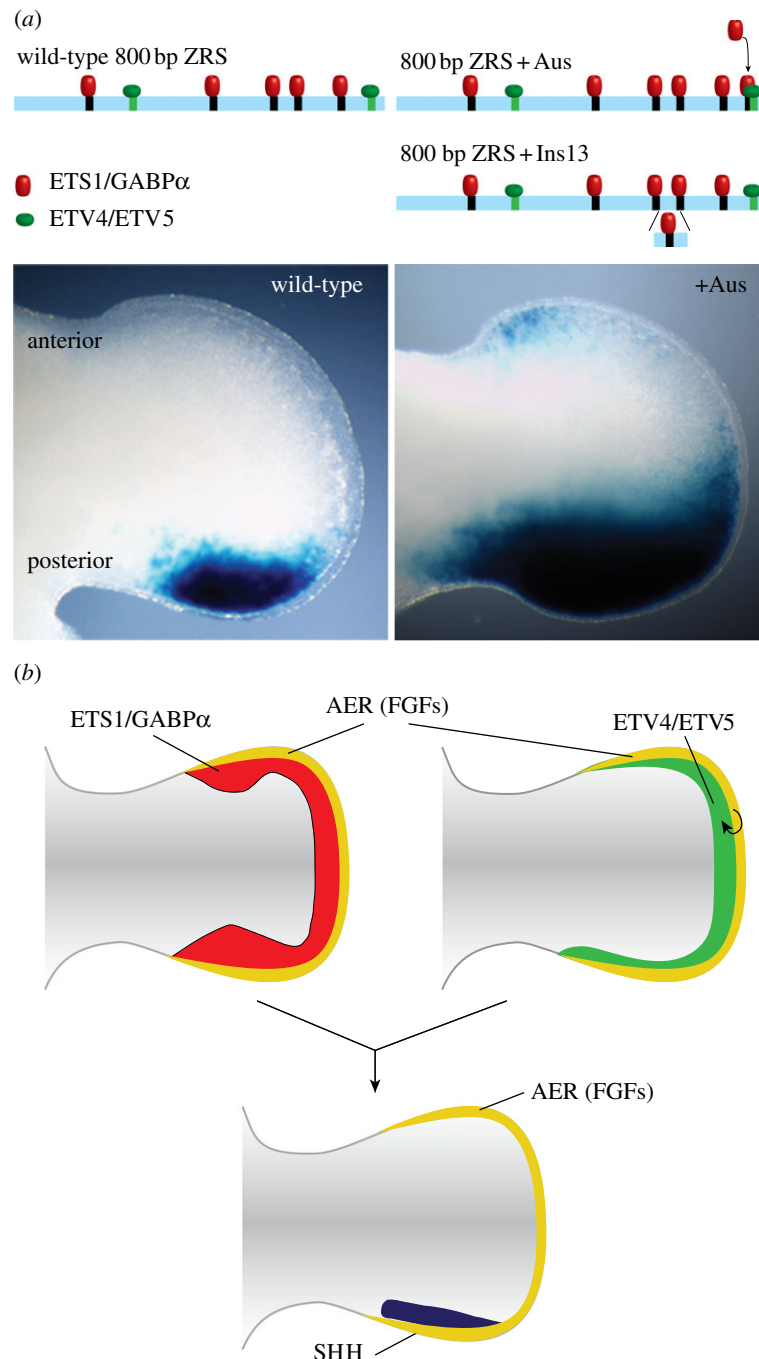 (a)
wild-type 800 bp ZRS
800 bp ZRS + Aus
800 bp ZRS + Ins13
ETS1/GABPα
ETV4/ETV5
wild-type
anterior
posterior
+Aus
(b)
ETS1/GABPα
AER (FGFs)
ETV4/ETV5
AER (FGFs)
SHH